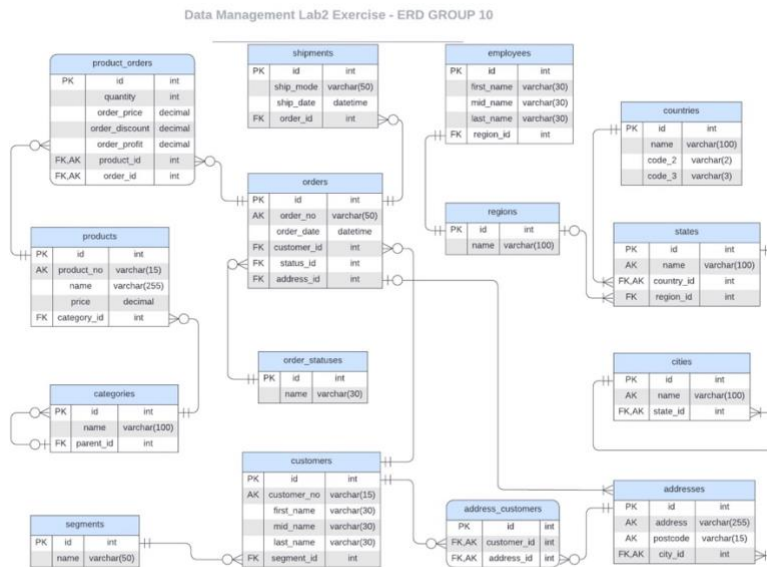 Data Management Lab2 Exercise - ERD GROUP 10
product_orders
PK id int
quantity int
order_price decimal
order_discount decimal
order_profit decimal
FK,AK product_id int
FK,AK order_id int
shipments
PK id int
ship_mode varchar(50)
ship_date datetime
FK order_id int
employees
PK id int
first_name varchar(30)
mid_name varchar(30)
last_name varchar(30)
FK region_id int
countries
PK id int
name varchar(100)
code_2 varchar(2)
code_3 varchar(3)
orders
PK id int
AK order_no varchar(50)
order_date datetime
FK customer_id int
FK status_id int
FK address_id int
regions
PK id int
name varchar(100)
products
PK id int
AK product_no varchar(15)
name varchar(255)
price decimal
FK category_id int
states
PK id int
AK name varchar(100)
FK,AK country_id int
FK region_id int
order_statuses
PK id int
name varchar(30)
cities
PK id int
AK name varchar(100)
FK,AK state_id int
categories
PK id int
name varchar(100)
FK parent_id int
customers
PK id int
AK customer_no varchar(15)
first_name varchar(30)
mid_name varchar(30)
last_name varchar(30)
FK segment_id int
addresses
PK id int
AK address varchar(255)
AK postcode varchar(15)
FK,AK city_id int
segments
PK id int
name varchar(50)
address_customers
PK id int
FK,AK customer_id int
FK,AK address_id int